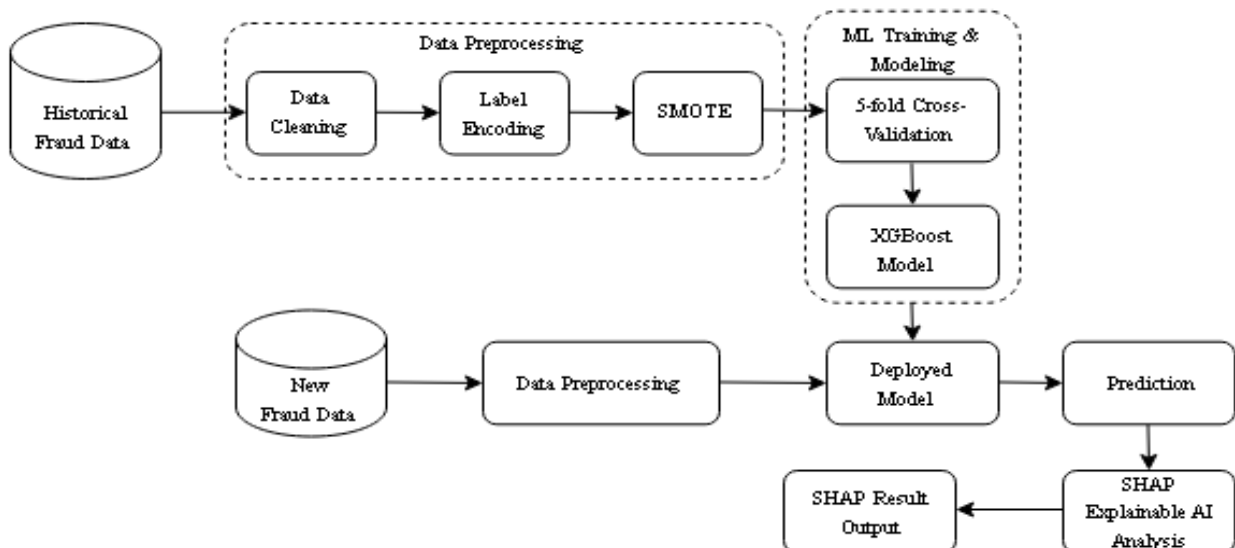 Data Preprocessing
ML Training &
Modeling
Historical
Fraud Data
Data
Cleaning
Label
Encoding
SMOTE
5-fold Cross-
Validation
XGBoost
Model
New
Fraud Data
Data Preprocessing
Deployed
Model
Prediction
SHAP
Explainable AI
Analysis
SHAP Result
Output